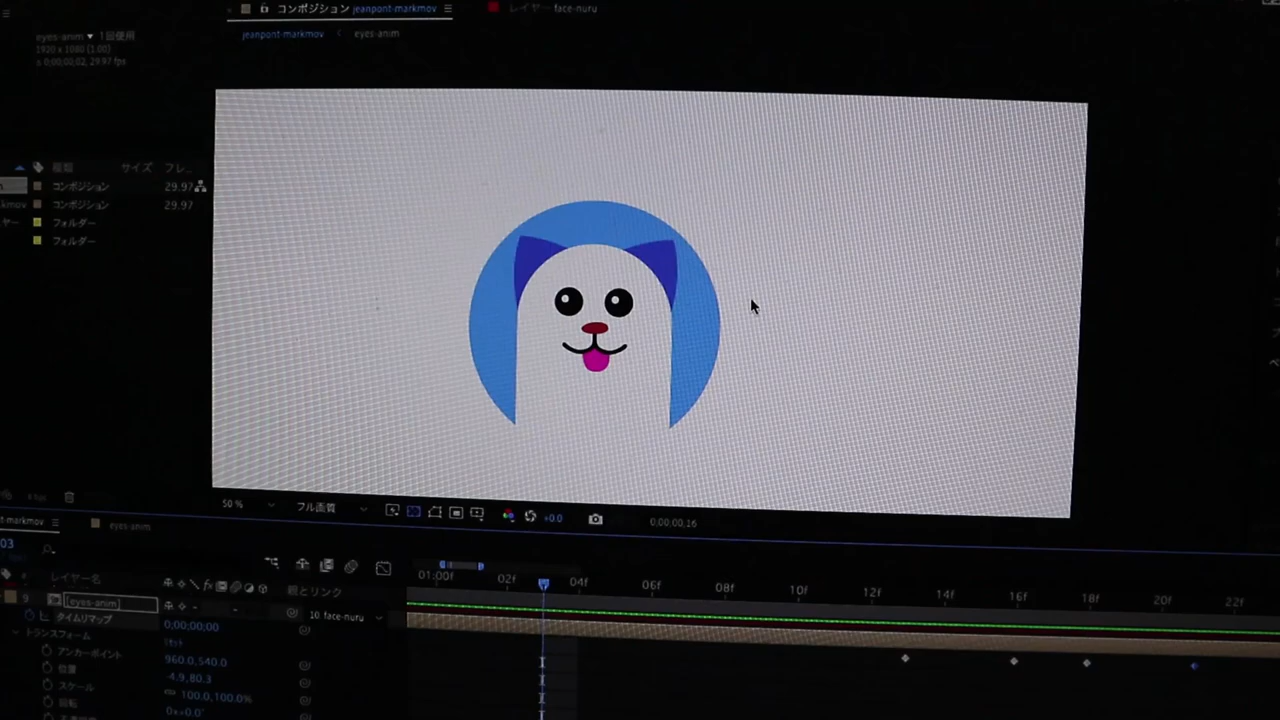 コンポジション jeanpont-markmov
レイヤー face-nuru
jeanpont-markmov
eyes-anim
eyes-anim 1回使用
1920 x 1080 (1.00)
29.97 fps
種類 サイズ フレ...
コンポジション 29.97
コンポジション 29.97
フォルダー
フォルダー
50 %
フル画質
+0.0
0;00;00;16
t-markmov
eyes-anim
03
レイヤー名
親とリンク
01:00f 02f 04f 06f 08f 10f 12f 14f 16f 18f 20f 22f
9 [eyes-anim]
10 face-nuru
タイムリマップ 0;00;00;00
トランスフォーム
アンカーポイント 960.0,540.0
位置 -4.9,80.3
スケール 100.0,100.0%
回転